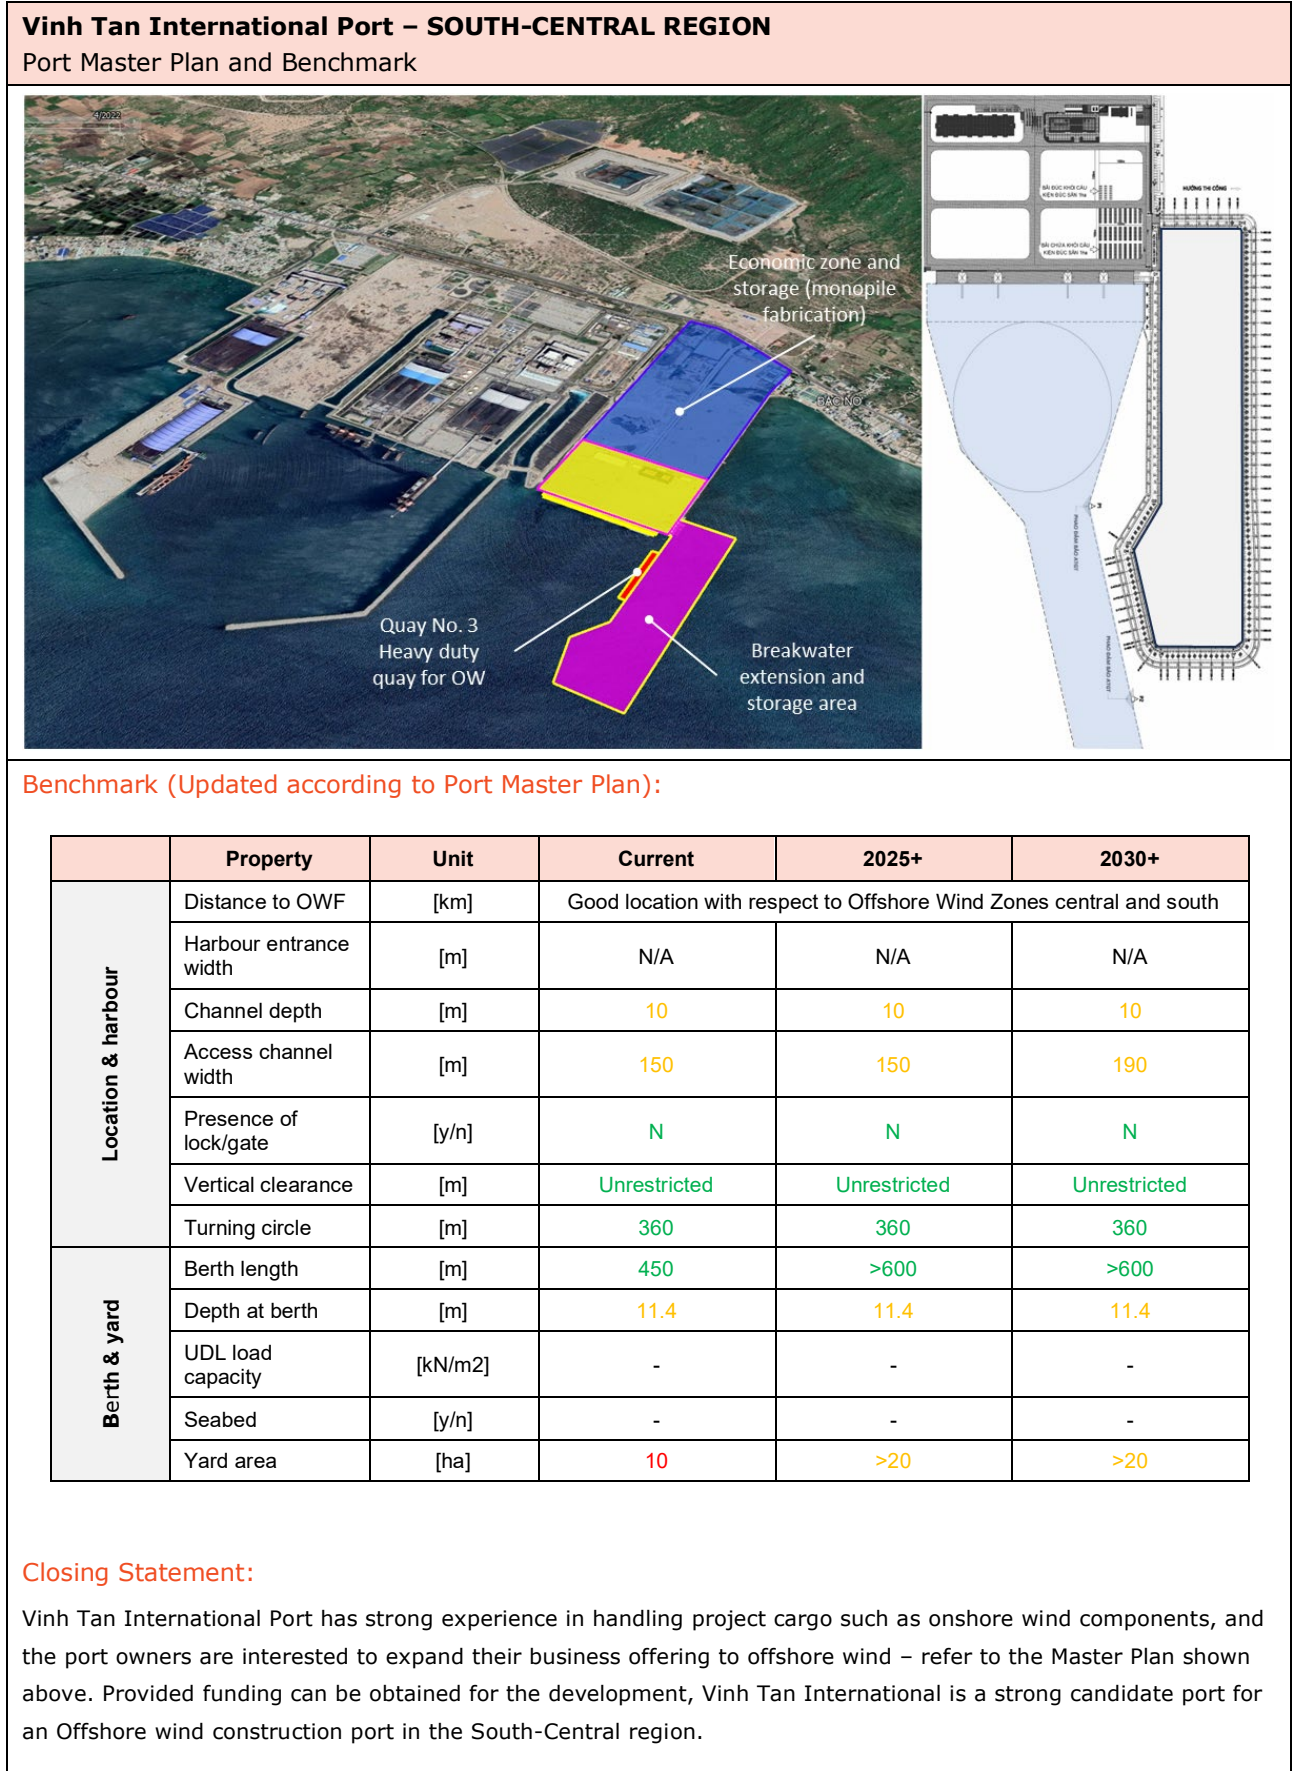 Vinh Tan International Port – SOUTH-CENTRAL REGION
Port Master Plan and Benchmark
4/2022
Economic zone and
storage (monopile
fabrication)
Quay No. 3
Heavy duty
quay for OW
Breakwater
extension and
storage area
BÃI ĐÚC KHỐI CẤU
HƯỚNG THI CÔNG
Benchmark (Updated according to Port Master Plan):
Property Unit Current 2025+ 2030+
Location & harbour
Distance to OWF [km] Good location with respect to Offshore Wind Zones central and south
Harbour entrance
width [m] N/A N/A N/A
Channel depth [m] 10 10 10
Access channel
width [m] 150 150 190
Presence of
lock/gate [y/n] N N N
Vertical clearance [m] Unrestricted Unrestricted Unrestricted
Turning circle [m] 360 360 360
Berth & yard
Berth length [m] 450 >600 >600
Depth at berth [m] 11.4 11.4 11.4
UDL load
capacity [kN/m2] - - -
Seabed [y/n] - - -
Yard area [ha] 10 >20 >20
Closing Statement:
Vinh Tan International Port has strong experience in handling project cargo such as onshore wind components, and
the port owners are interested to expand their business offering to offshore wind – refer to the Master Plan shown
above. Provided funding can be obtained for the development, Vinh Tan International is a strong candidate port for
an Offshore wind construction port in the South-Central region.